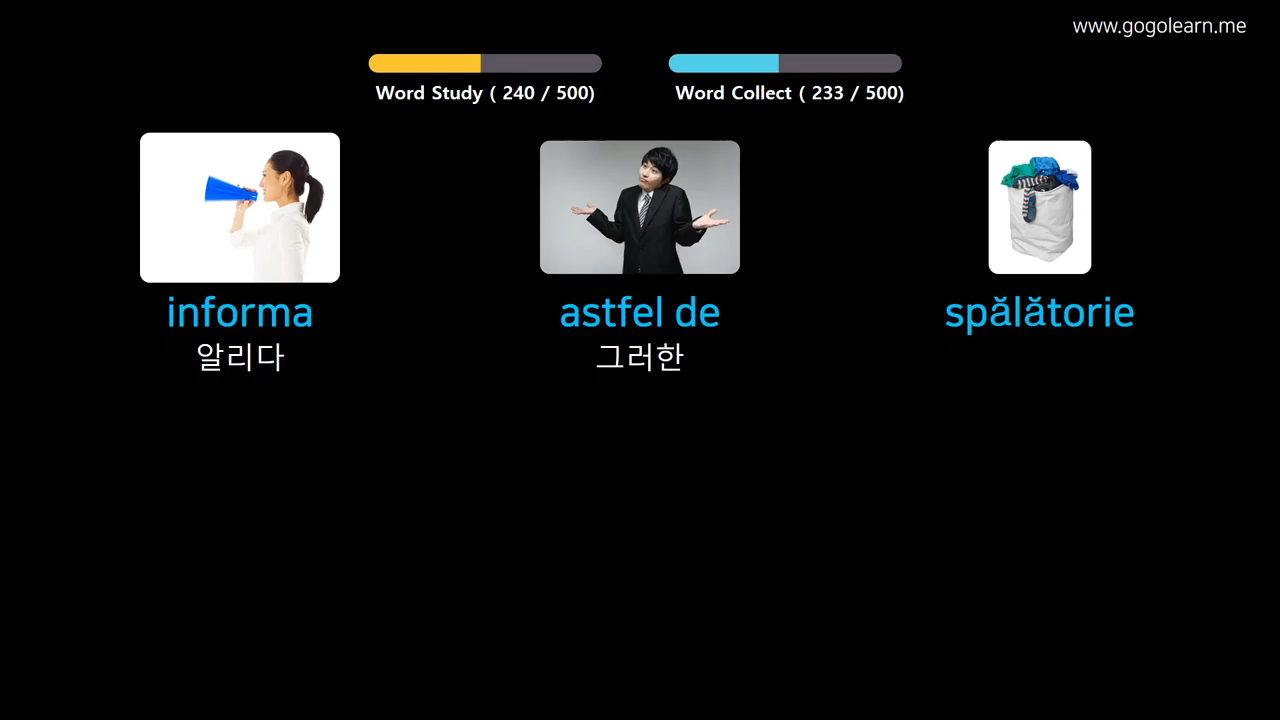 www.gogolearn.me
Word Study ( 240 / 500)
Word Collect ( 233 / 500)
informa
알리다
astfel de
그러한
spălătorie